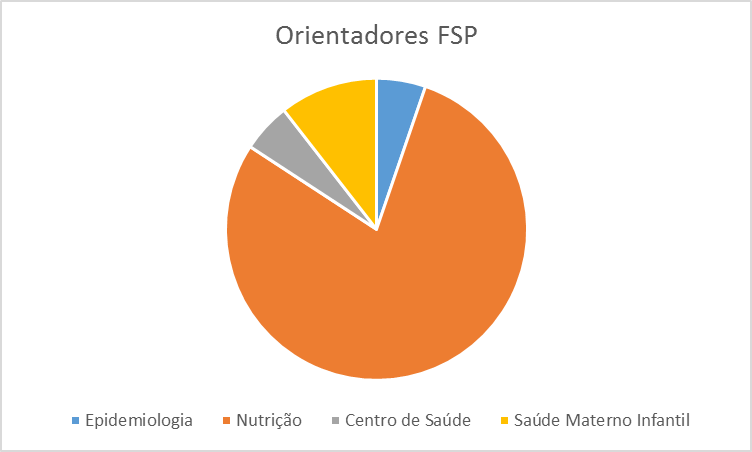 Orientadores FSP
Epidemiologia Nutrição Centro de Saúde Saúde Materno Infantil